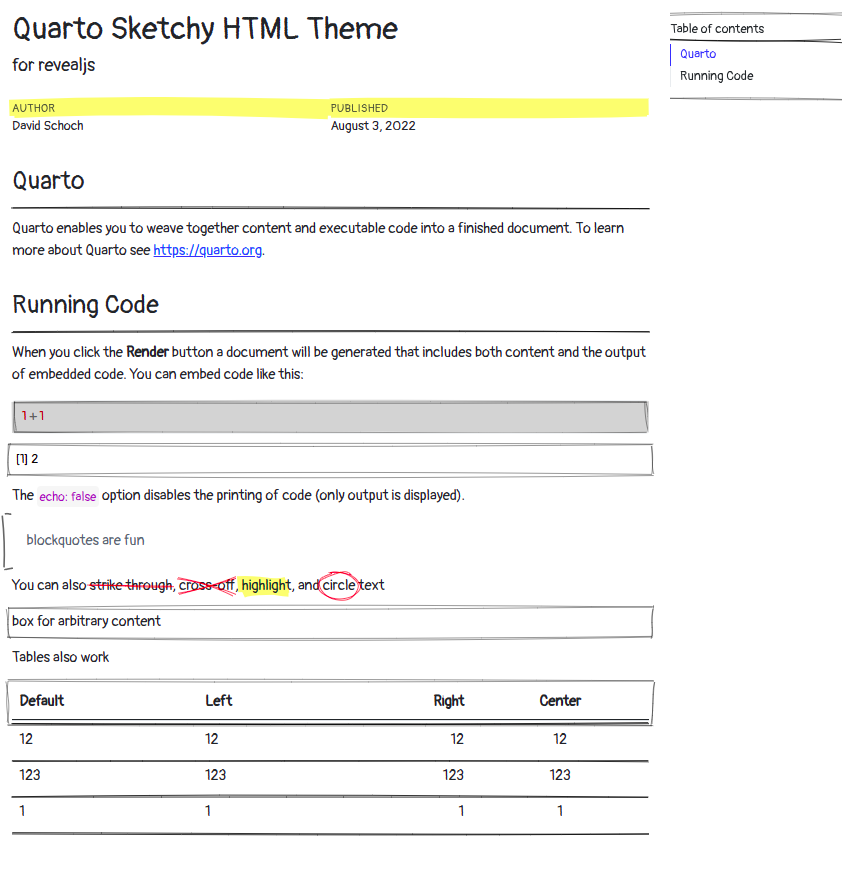 Quarto Sketchy HTML Theme
for revealjs
AUTHOR PUBLISHED
David Schoch August 3, 2022
Table of contents
Quarto
Running Code
Quarto
Quarto enables you to weave together content and executable code into a finished document. To learn
more about Quarto see https://quarto.org.
Running Code
When you click the Render button a document will be generated that includes both content and the output
of embedded code. You can embed code like this:
1+1
[1] 2
The echo: false option disables the printing of code (only output is displayed).
blockquotes are fun
You can also strike through, cross-off, highlight, and circle text
box for arbitrary content
Tables also work
Default Left Right Center
12 12 12 12
123 123 123 123
1 1 1 1